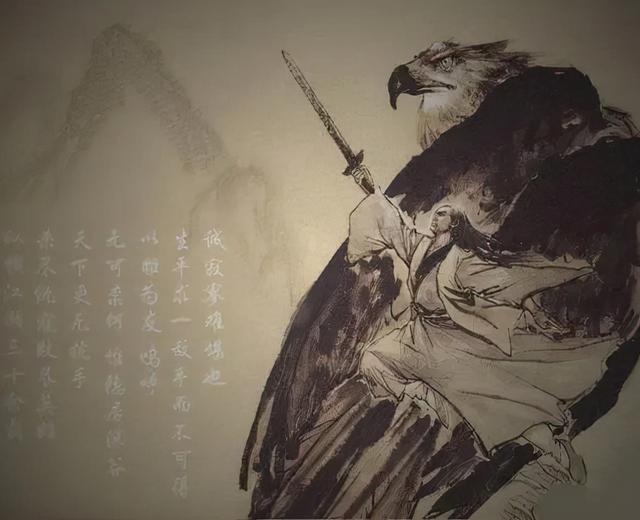 纵横江湖三十余载
杀尽仇寇败尽英雄
天下更无抗手
无可奈何惟隐居深谷
以雕为友呜呼
生平求一敌手而不可得
诚寂寥难堪也